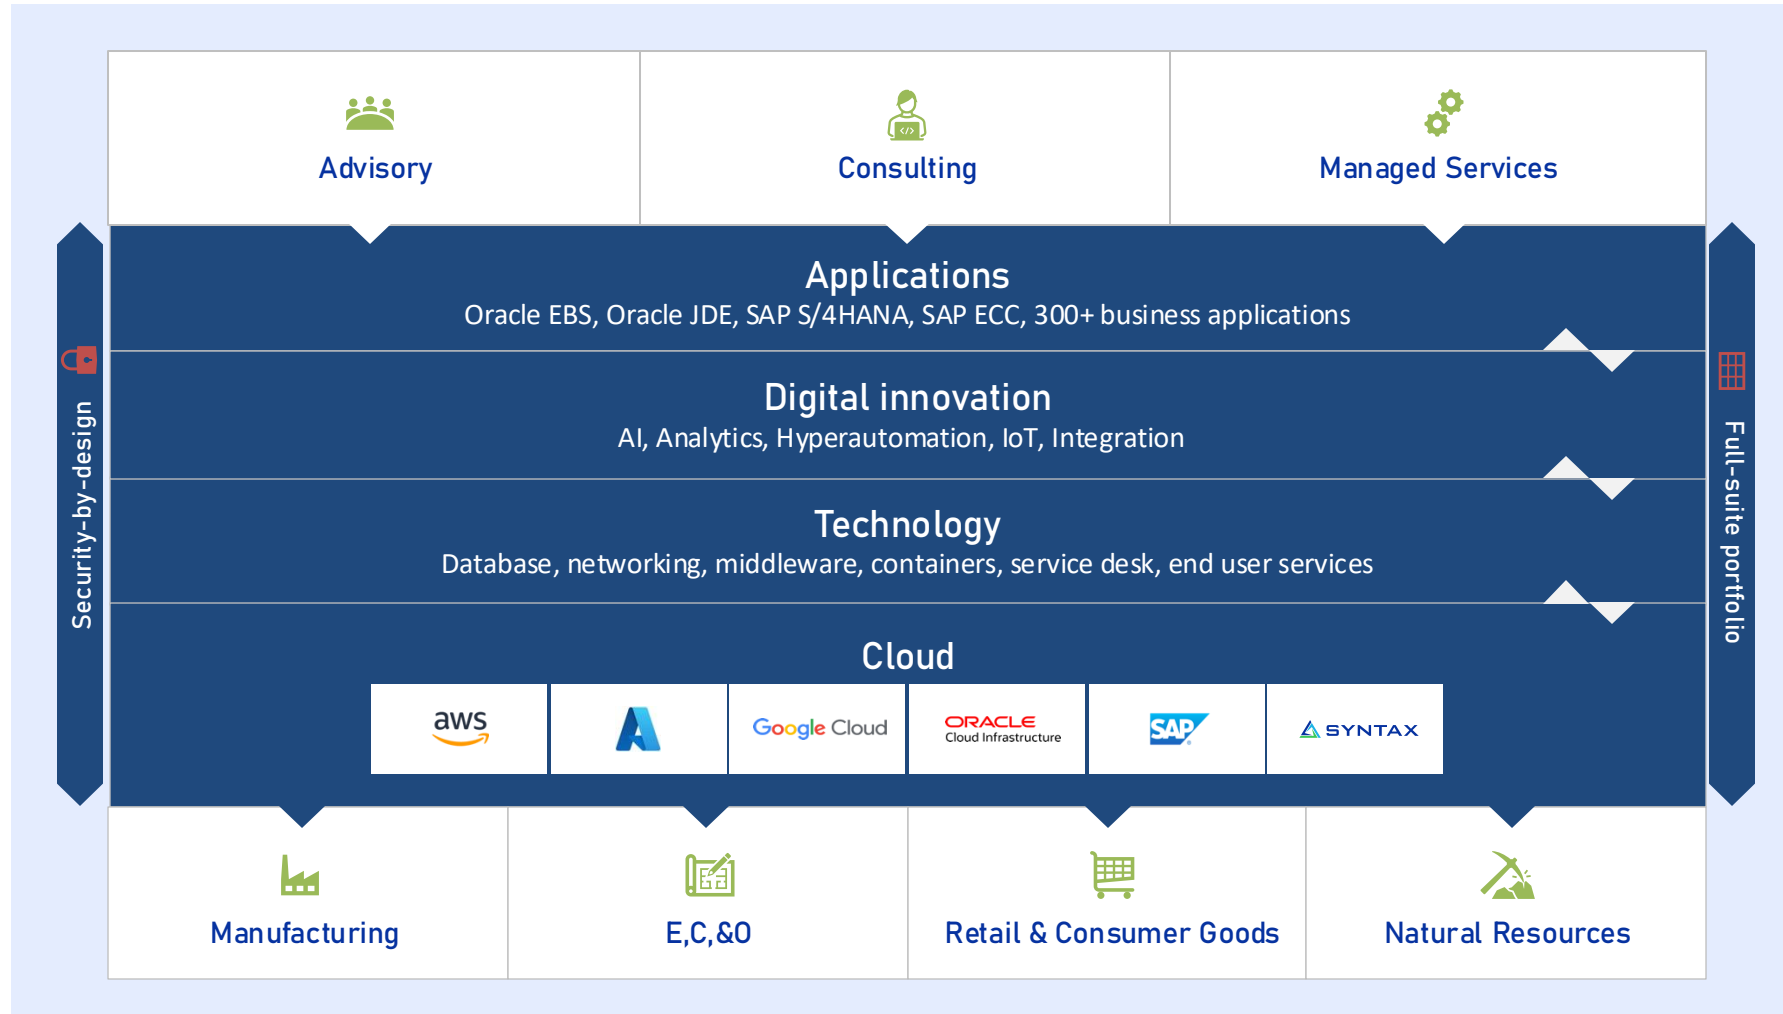 Advisory
Consulting
Managed Services
Security-by-design
Applications
Oracle EBS, Oracle JDE, SAP S/4HANA, SAP ECC, 300+ business applications
Digital innovation
AI, Analytics, Hyperautomation, IoT, Integration
Technology
Database, networking, middleware, containers, service desk, end user services
Cloud
aws
Google Cloud
ORACLE
Cloud Infrastructure
SAP®
SYNTAX
Full-suite portfolio
Manufacturing
E,C,&O
Retail & Consumer Goods
Natural Resources